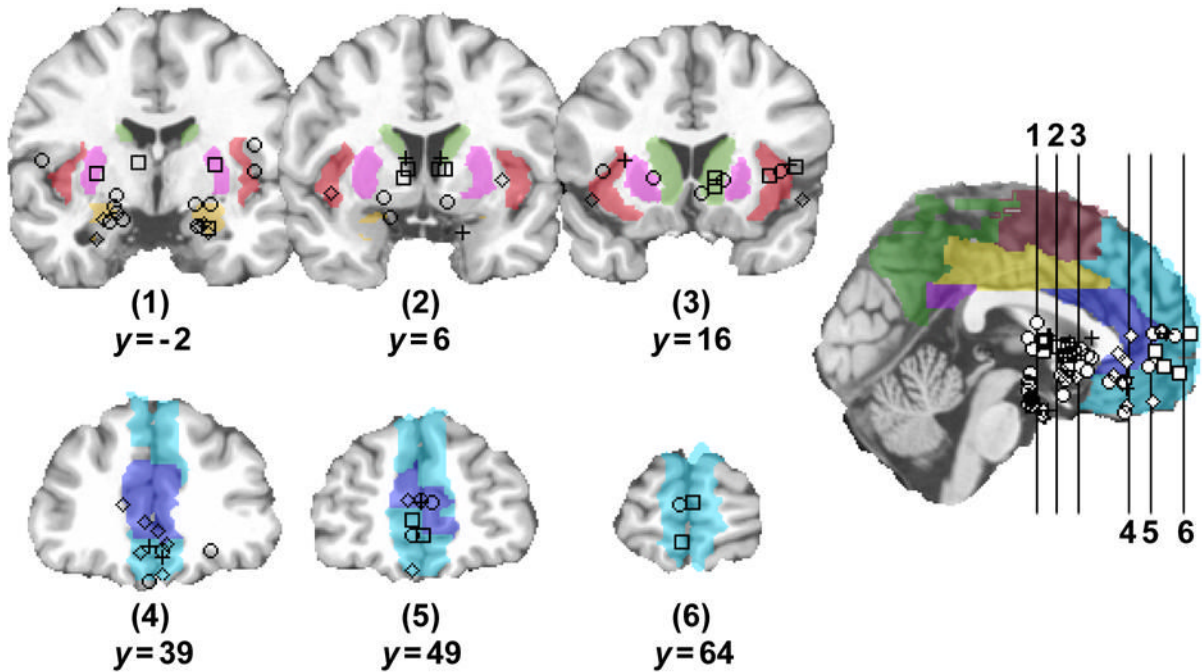 1 2 3
(1) (2) (3)
y = -2 y = 6 y = 16
4 5 6
(4) (5) (6)
y = 39 y = 49 y = 64